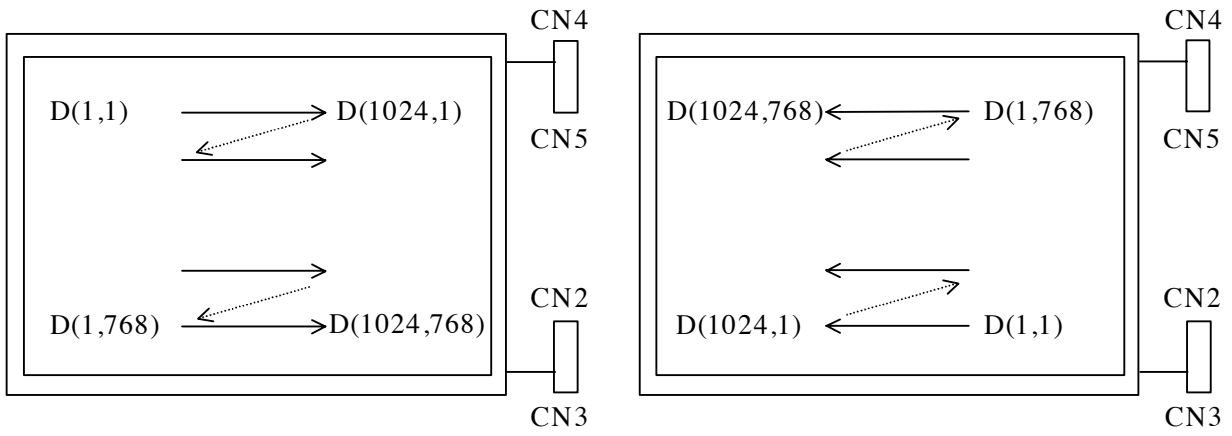 CN4
D(1,1) D(1024,1)
CN5
CN2
D(1,768) D(1024,768)
CN3
CN4
D(1024,768) D(1,768)
CN5
CN2
D(1024,1) D(1,1)
CN3